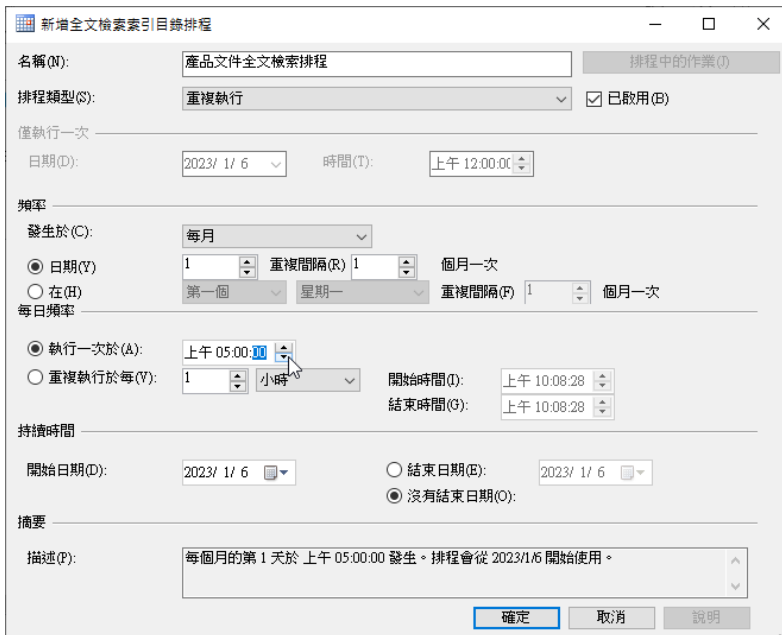 新增全文檢索索引目錄排程
名稱(N): 產品文件全文檢索排程 排程中的作業(J)
排程類型(S): 重複執行 已啟用(B)
僅執行一次
日期(D): 2023/ 1/ 6 時間(T): 上午 12:00:00
頻率
發生於(C): 每月
日期(Y) 1 重複間隔(R) 1 個月一次
在(H) 第一個 星期一 重複間隔(F) 1 個月一次
每日頻率
執行一次於(A): 上午 05:00:00
重複執行於每(V): 1 小時 開始時間(I): 上午 10:08:28
結束時間(G): 上午 10:08:28
持續時間
開始日期(D): 2023/ 1/ 6 結束日期(E): 2023/ 1/ 6
沒有結束日期(O):
摘要
描述(P): 每個月的第 1 天於 上午 05:00:00 發生。排程會從 2023/1/6 開始使用。
確定 取消 說明